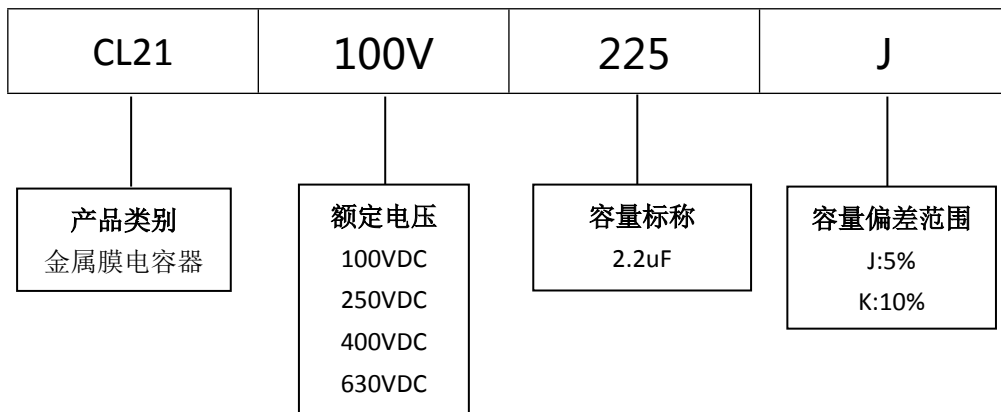 CL21 100V 225 J
产品类别
金属膜电容器
额定电压
100VDC
250VDC
400VDC
630VDC
容量标称
2.2uF
容量偏差范围
J:5%
K:10%